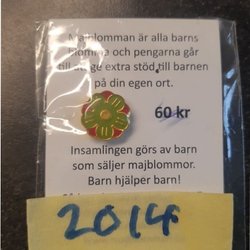 Majblomman är alla barns
blomma och pengarna går
till att ge extra stöd till barnen
på din egen ort.
60 kr
Insamlingen görs av barn
som säljer majblommor.
Barn hjälper barn!
2014